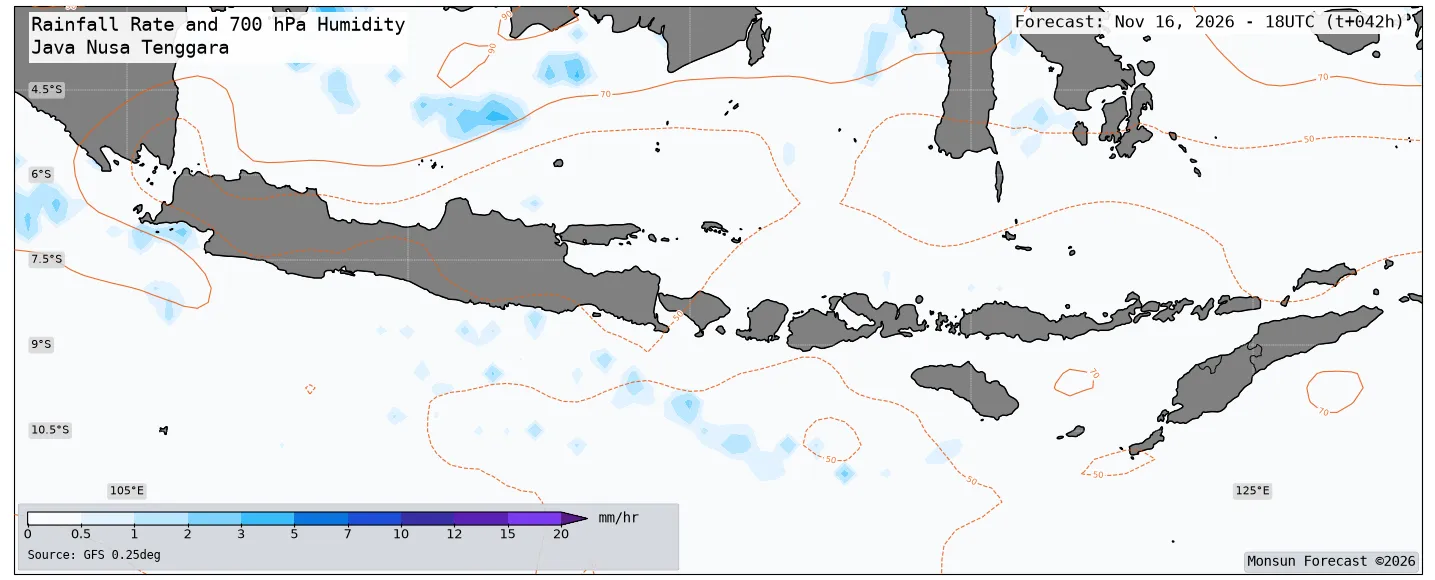 Rainfall Rate and 700 hPa Humidity
Java Nusa Tenggara
Forecast: Nov 16, 2026 - 18UTC (t+042h)
90
90
90
70
70
4.5°S
50
6°S
7.5°S
50
9°S
70
70
10.5°S
50
50
50
105°E
125°E
mm/hr
0 0.5 1 2 3 5 7 10 12 15 20
Source: GFS 0.25deg
Monsun Forecast ©2026